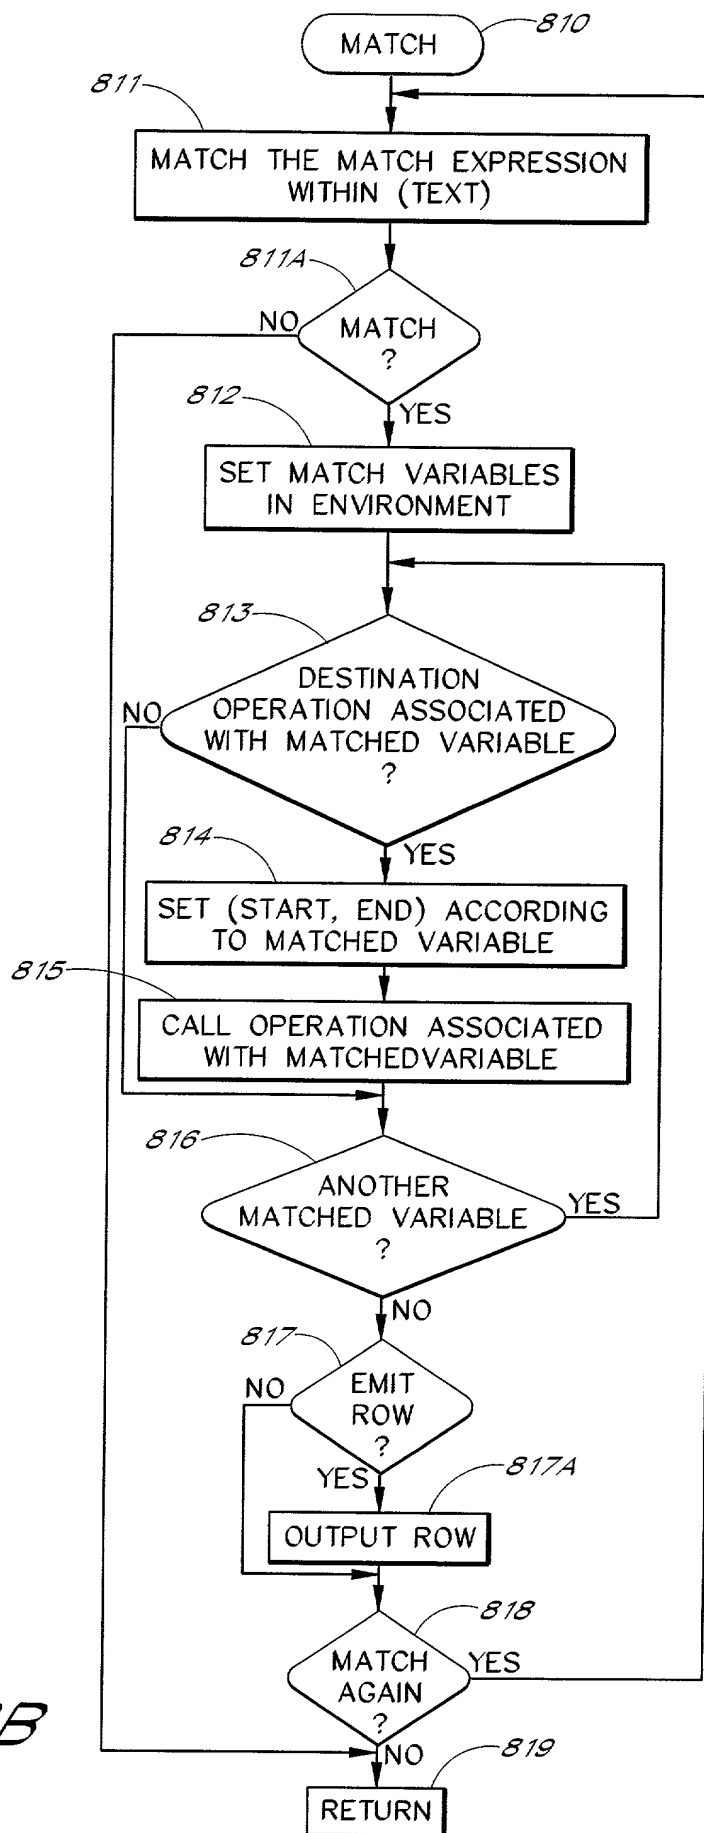 MATCH
810
811
MATCH THE MATCH EXPRESSION
WITHIN (TEXT)
811A
NO
MATCH
?
YES
812
SET MATCH VARIABLES
IN ENVIRONMENT
813
DESTINATION
OPERATION ASSOCIATED
WITH MATCHED VARIABLE
?
NO
YES
814
SET (START, END) ACCORDING
TO MATCHED VARIABLE
815
CALL OPERATION ASSOCIATED
WITH MATCHEDVARIABLE
816
ANOTHER
MATCHED VARIABLE
?
YES
NO
817
EMIT
ROW
?
NO
YES
817A
OUTPUT ROW
818
MATCH
AGAIN
?
YES
NO
B
819
RETURN